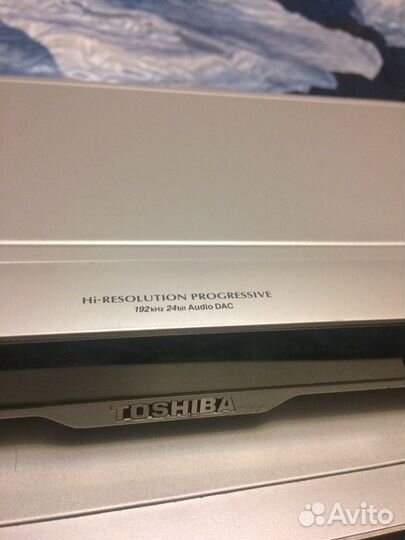 Hi-RESOLUTION PROGRESSIVE
192kHz 24bit Audio DAC
TOSHIBA
Avito